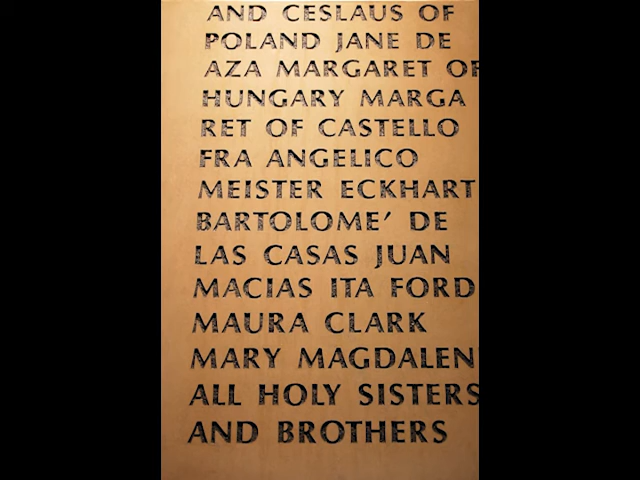 AND CESLAUS OF
POLAND JANE DE
AZA MARGARET OF
HUNGARY MARGA
RET OF CASTELLO
FRA ANGELICO
MEISTER ECKHART
BARTOLOME' DE
LAS CASAS JUAN
MACIAS ITA FORD
MAURA CLARK
MARY MAGDALEN
ALL HOLY SISTERS
AND BROTHERS